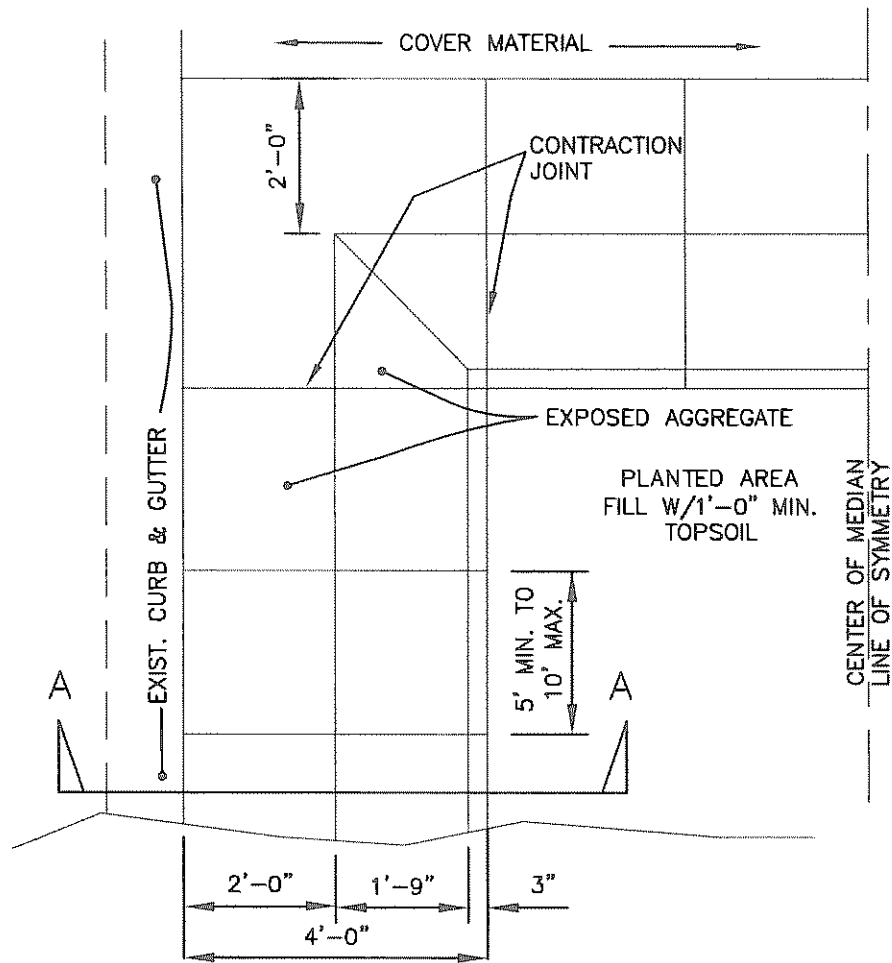 COVER MATERIAL
2'-0"
CONTRACTION
JOINT
EXIST. CURB & GUTTER
EXPOSED AGGREGATE
PLANTED AREA
FILL W/1'-0" MIN.
TOPSOIL
CENTER OF MEDIAN
LINE OF SYMMETRY
5' MIN. TO
10' MAX.
A
A
2'-0"
1'-9"
3"
4'-0"